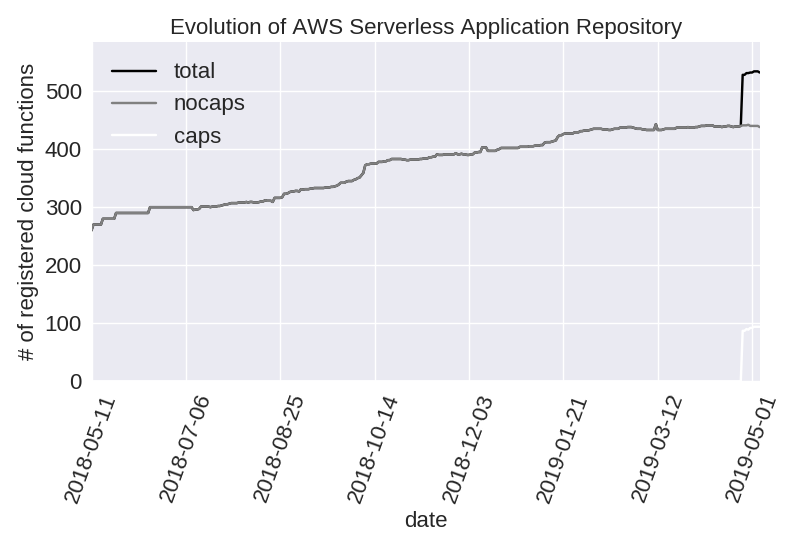 Evolution of AWS Serverless Application Repository
# of registered cloud functions
500
400
300
200
100
0
total
nocaps
caps
2018-05-11
2018-07-06
2018-08-25
2018-10-14
2018-12-03
2019-01-21
2019-03-12
2019-05-01
date